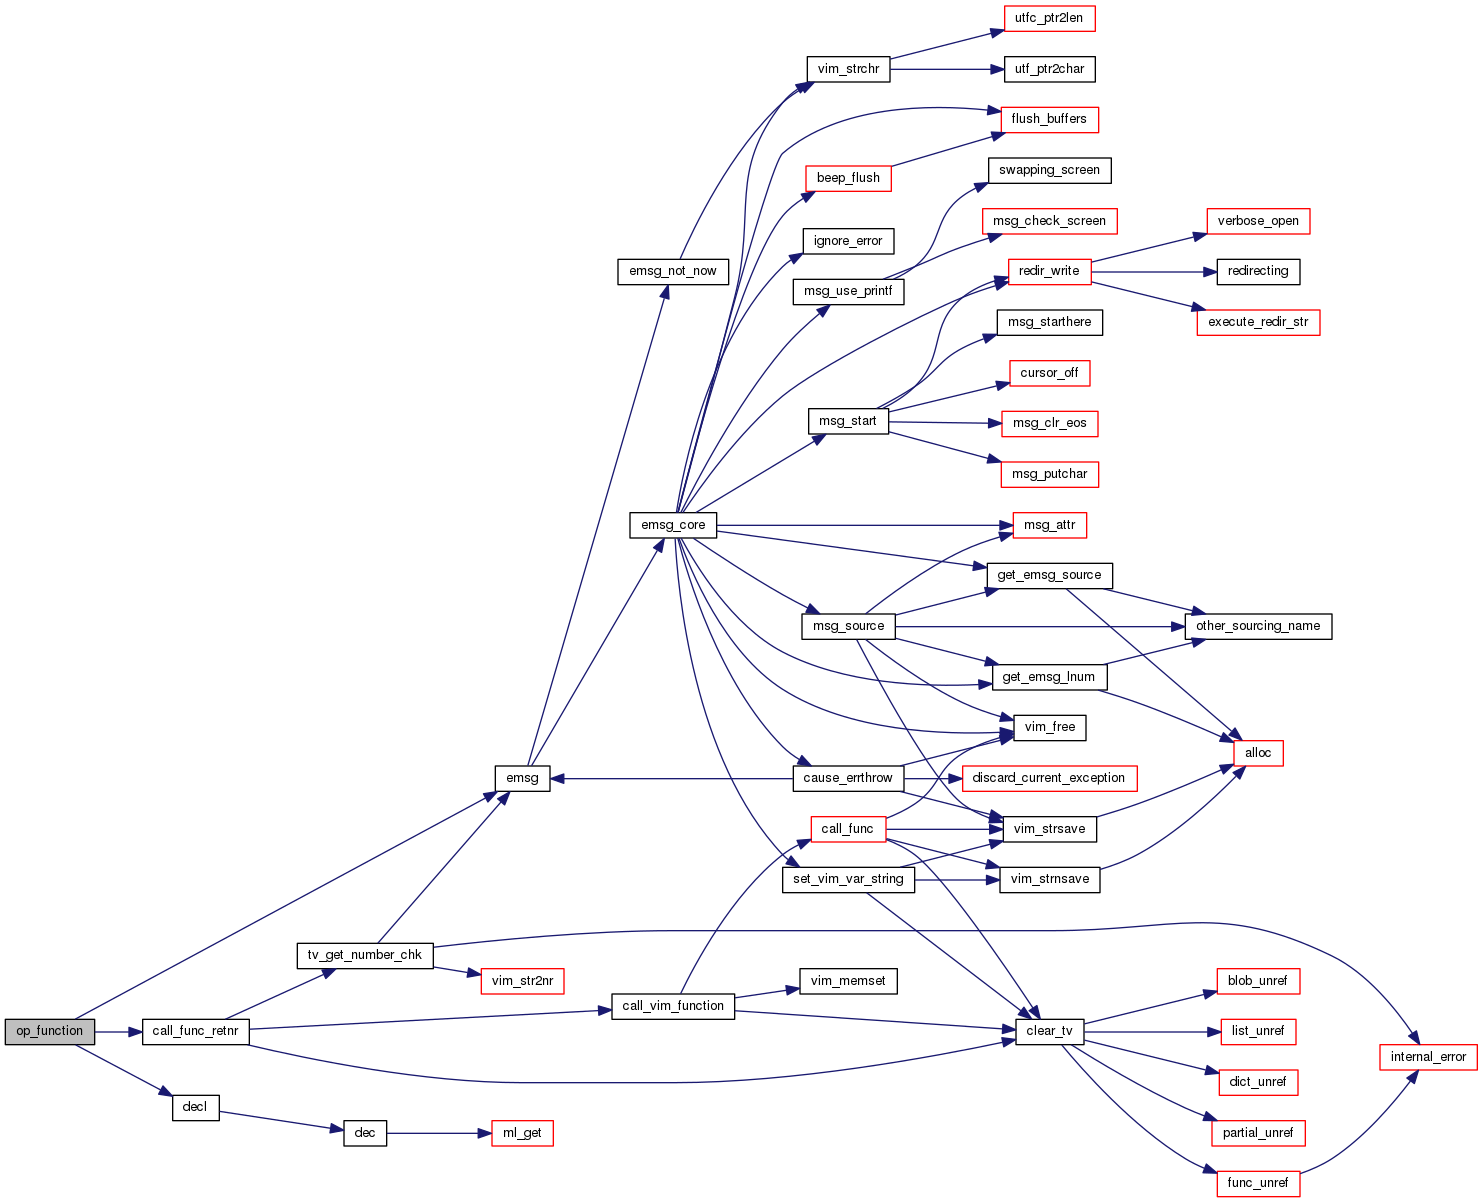 utfc_ptr2len
vim_strchr
utf_ptr2char
flush_buffers
beep_flush
swapping_screen
msg_check_screen
verbose_open
ignore_error
emsg_not_now
redir_write
redirecting
msg_use_printf
msg_starthere
execute_redir_str
cursor_off
msg_start
msg_clr_eos
msg_putchar
emsg_core
msg_attr
get_emsg_source
msg_source
other_sourcing_name
get_emsg_lnum
vim_free
alloc
emsg
cause_errthrow
discard_current_exception
call_func
vim_strsave
set_vim_var_string
vim_strnsave
tv_get_number_chk
vim_str2nr
vim_memset
blob_unref
call_vim_function
op_function
call_func_retnr
clear_tv
list_unref
internal_error
dict_unref
decl
dec
ml_get
partial_unref
func_unref